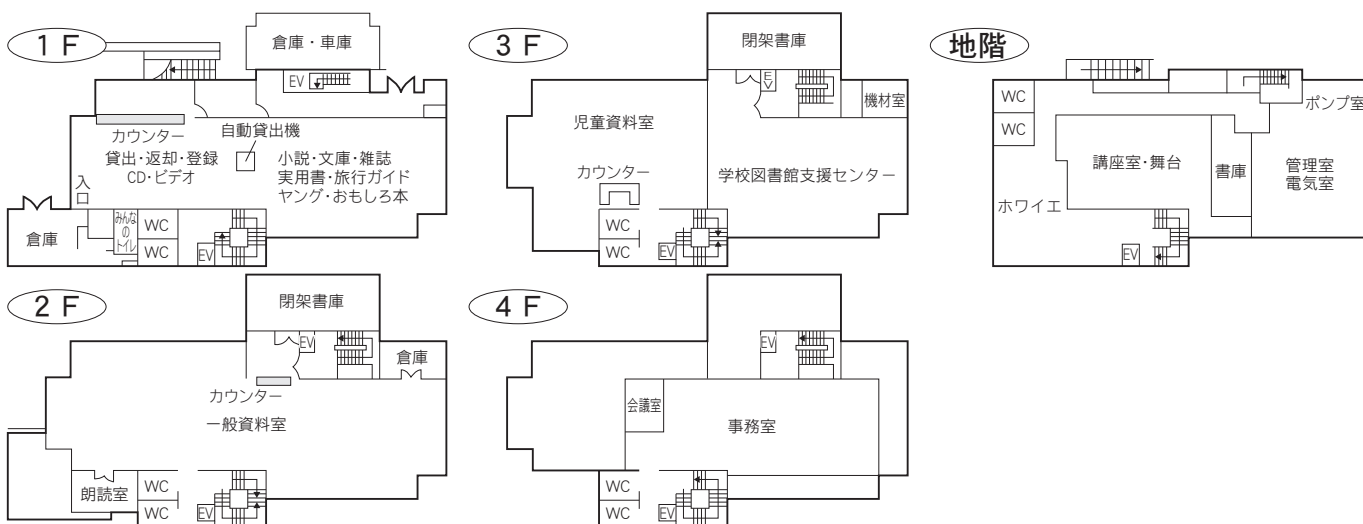 1 F
倉庫・車庫
EV
カウンター
自動貸出機
貸出・返却・登録
CD・ビデオ
小説・文庫・雑誌
実用書・旅行ガイド
ヤング・おもしろ本
入口
倉庫
みんなのトイレ
WC
WC
EV
2 F
閉架書庫
EV
倉庫
カウンター
一般資料室
朗読室
WC
WC
EV
3 F
閉架書庫
EV
機材室
児童資料室
カウンター
学校図書館支援センター
WC
WC
EV
4 F
EV
会議室
事務室
WC
WC
EV
地階
WC
WC
ポンプ室
講座室・舞台
書庫
管理室
電気室
ホワイエ
EV